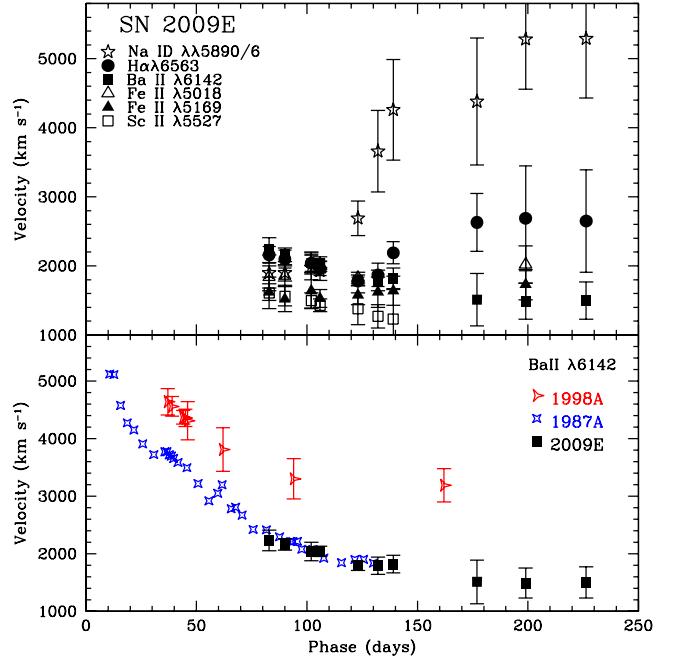 SN 2009E
Na ID λλ5890/6
Hαλ6563
Ba II λ6142
Fe II λ5018
Fe II λ5169
Sc II λ5527
Velocity (km s⁻¹)
5000
4000
3000
2000
1000
BaII λ6142
1998A
1987A
2009E
Velocity (km s⁻¹)
5000
4000
3000
2000
1000
0 50 100 150 200 250
Phase (days)